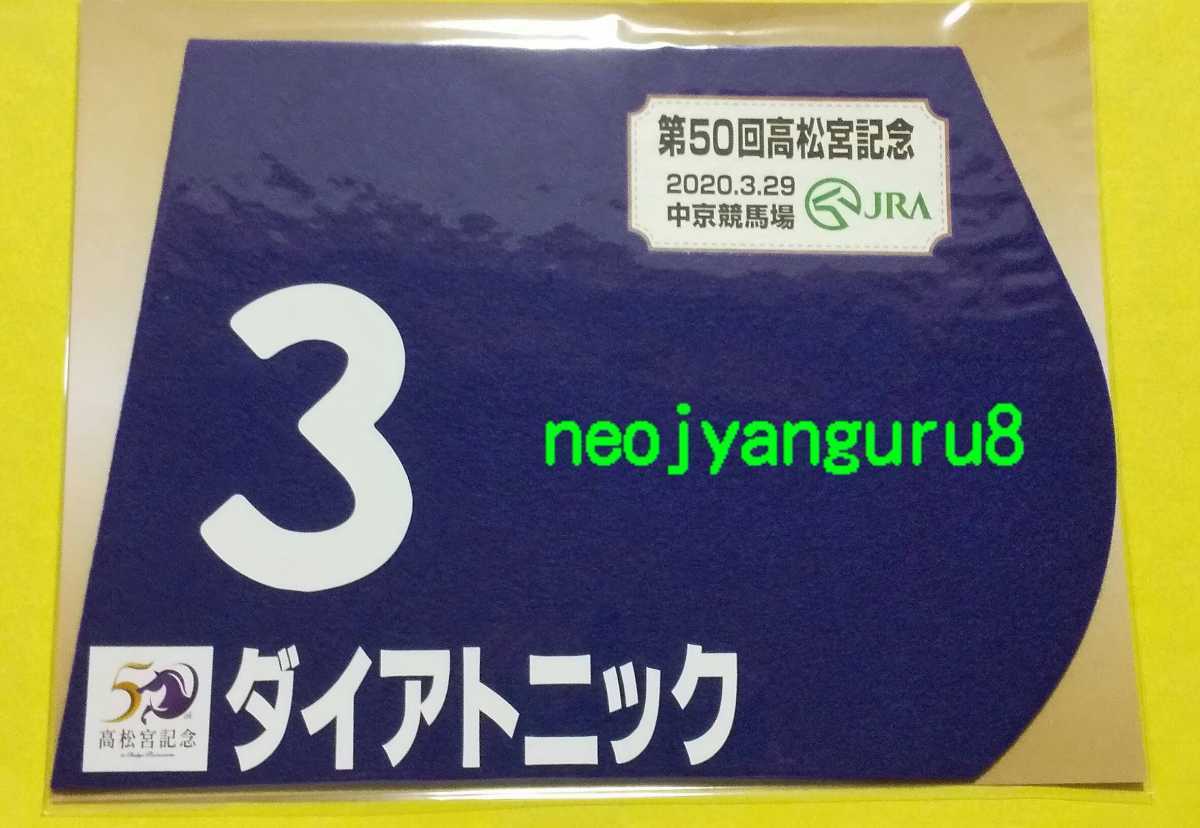 第50回高松宮記念
2020.3.29
中京競馬場
JRA
3
neojyanguru8
50th
高松宮記念
ダイアトニック